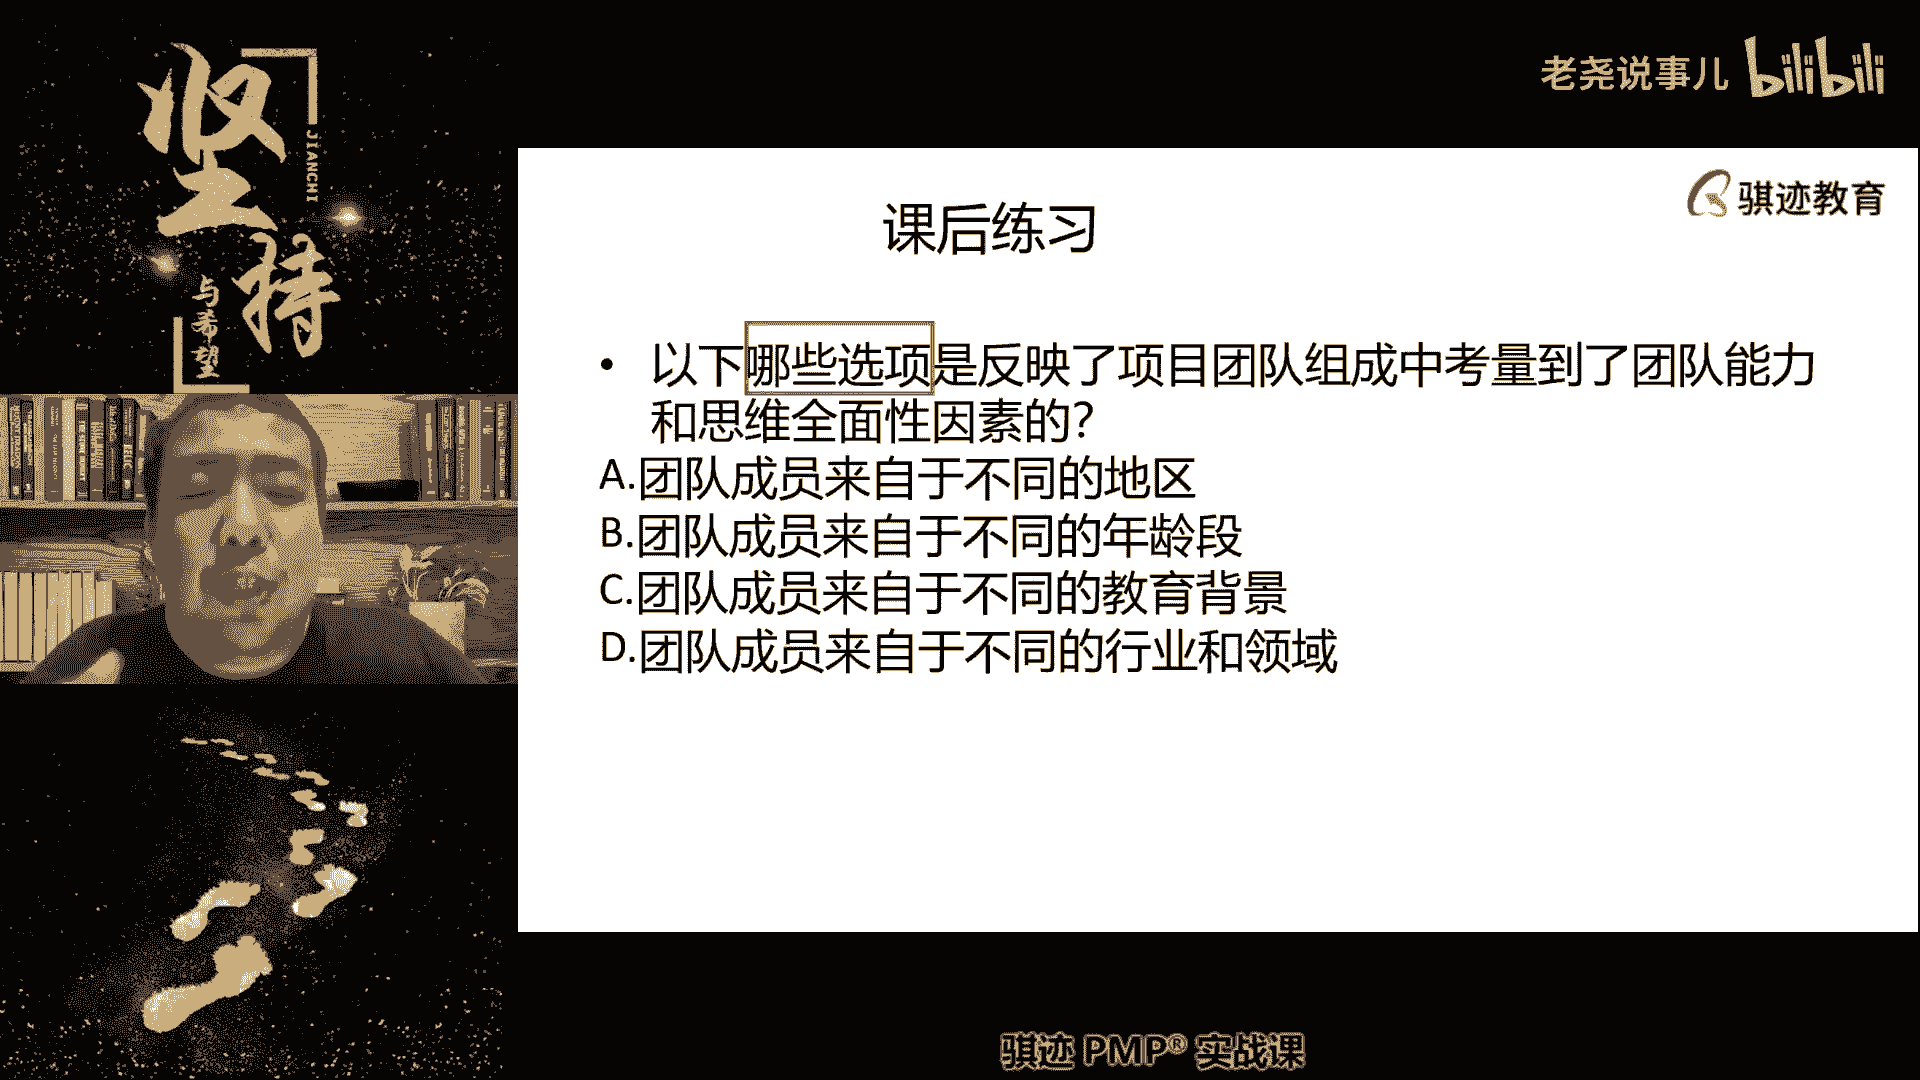 坚持
JIANCHI
与希望
老尧说事儿 bilibili
骐迹教育
课后练习
• 以下哪些选项是反映了项目团队组成中考量到了团队能力
和思维全面性因素的?
A.团队成员来自于不同的地区
B.团队成员来自于不同的年龄段
C.团队成员来自于不同的教育背景
D.团队成员来自于不同的行业和领域
骐迹 PMP® 实战课